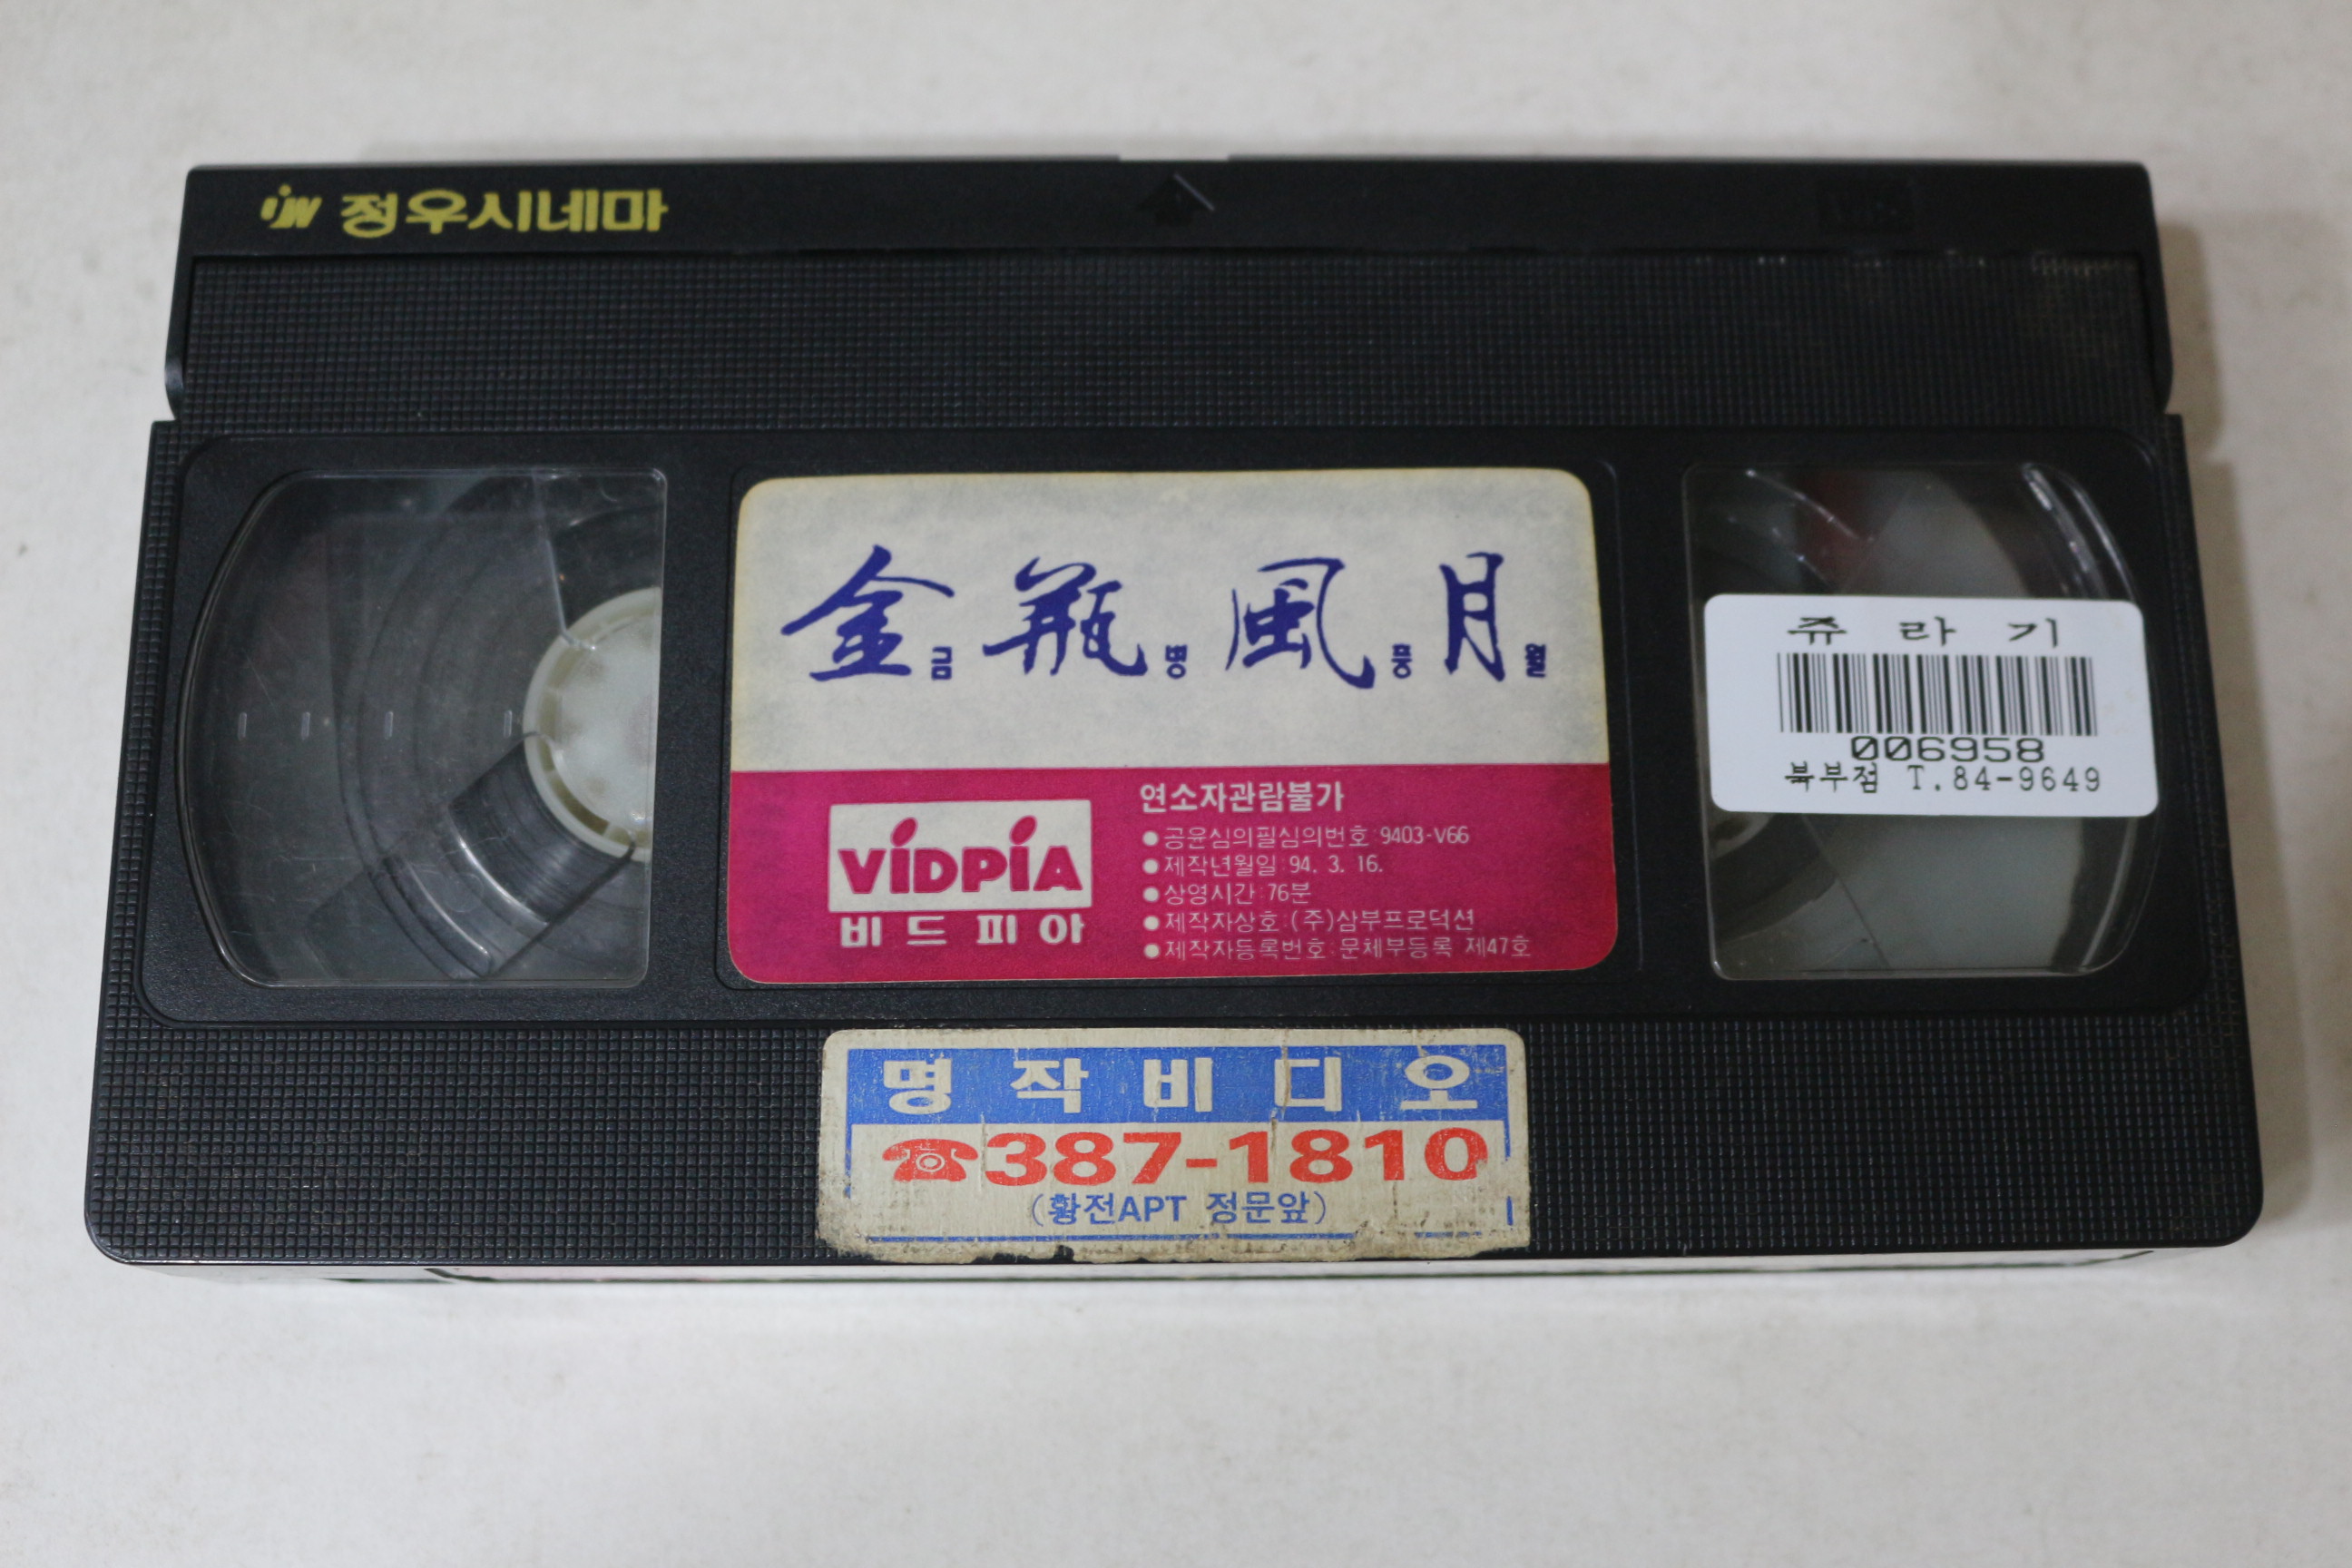 정우시네마
金금 甁병 風풍 月월
연소자관람불가
●공윤심의필심의번호:9403-V66
●제작년월일:94. 3. 16.
●상영시간:76분
●제작자상호:(주)삼부프로덕션
●제작자등록번호:문체부등록 제47호
VIDPIA
비드피아
쥬 라 기
006958
북부점 T.84-9649
명작비디오
☎387-1810
(황전APT 정문앞)